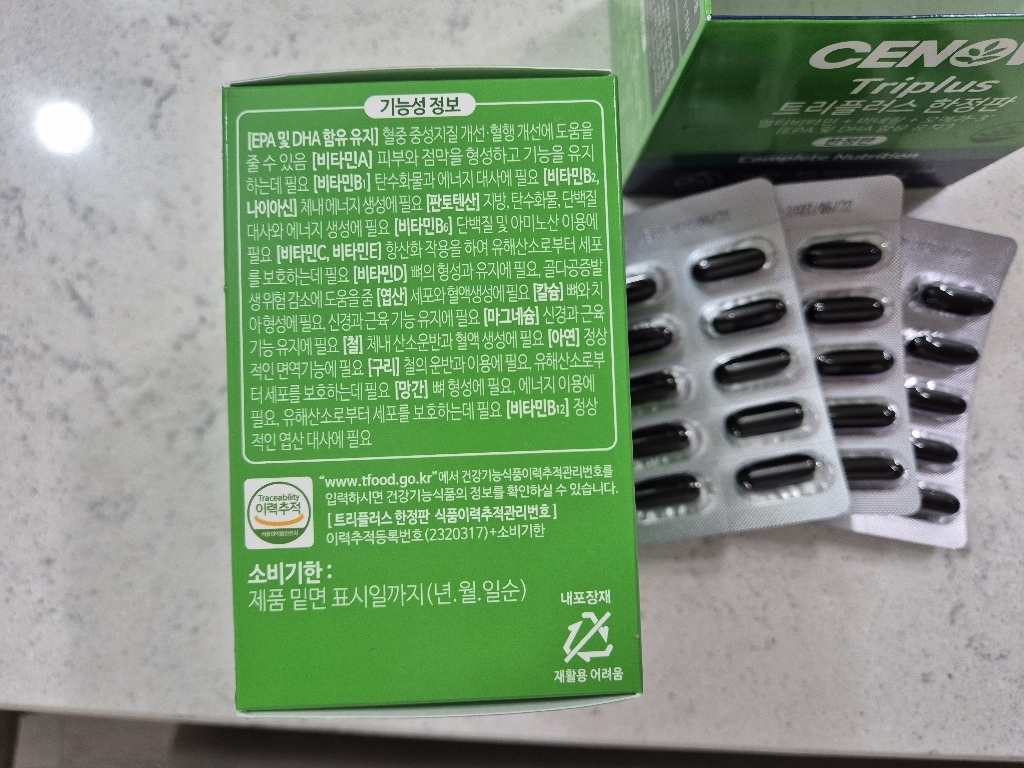 기능성 정보
[EPA 및 DHA 함유 유지] 혈중 중성지질 개선·혈행 개선에 도움을
줄 수 있음 [비타민A] 피부와 점막을 형성하고 기능을 유지
하는데 필요 [비타민B1] 탄수화물과 에너지 대사에 필요 [비타민B2,
나이아신] 체내 에너지 생성에 필요 [판토텐산] 지방, 탄수화물, 단백질
대사와 에너지 생성에 필요 [비타민B6] 단백질 및 아미노산 이용에
필요 [비타민C, 비타민E] 항산화 작용을 하여 유해산소로부터 세포
를 보호하는데 필요 [비타민D] 뼈의 형성과 유지에 필요, 골다공증발
생 위험 감소에 도움을 줌 [엽산] 세포와 혈액생성에 필요 [칼슘] 뼈와 치
아 형성에 필요, 신경과 근육 기능 유지에 필요 [마그네슘] 신경과 근육
기능 유지에 필요 [철] 체내 산소운반과 혈액 생성에 필요 [아연] 정상
적인 면역기능에 필요 [구리] 철의 운반과 이용에 필요, 유해산소로부
터 세포를 보호하는데 필요 [망간] 뼈 형성에 필요, 에너지 이용에
필요, 유해산소로부터 세포를 보호하는데 필요 [비타민B12] 정상
적인 엽산 대사에 필요
Traceability
이력추적
"www.tfood.go.kr"에서 건강기능식품이력추적관리번호를
입력하시면 건강기능식품의 정보를 확인하실 수 있습니다.
[ 트리플러스 한정판 식품이력추적관리번호 ]
이력추적등록번호(2320317)+소비기한
소비기한 :
제품 밑면 표시일까지(년.월.일순)
내포장재
재활용 어려움
CENOV
Triplus
트리플러스 한정판
한정판
Complete Nutrition